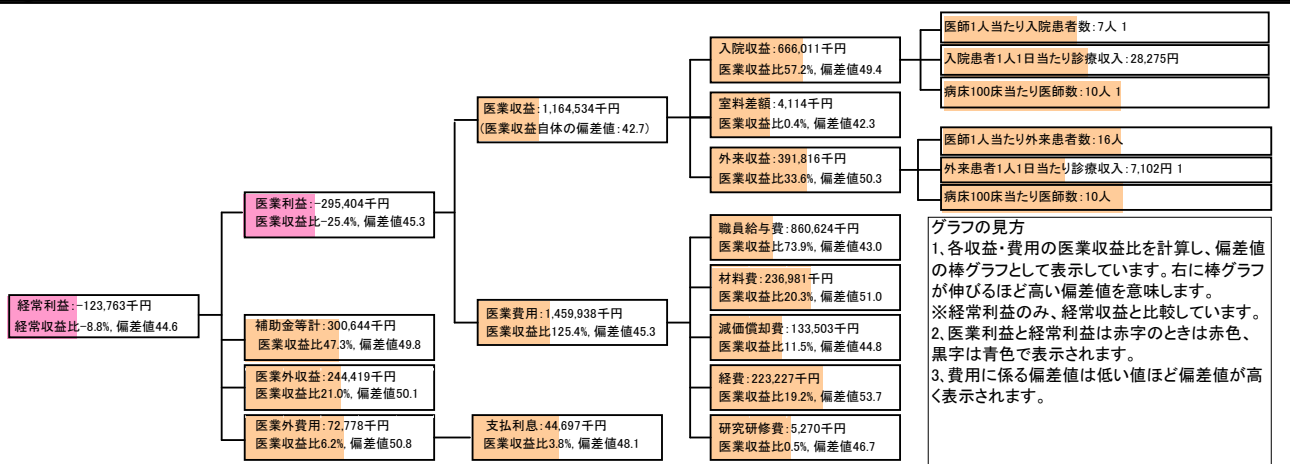 経常利益:-123,763千円
経常収益比-8.8%, 偏差値44.6
医業利益:-295,404千円
医業収益比-25.4%, 偏差値45.3
補助金等計:300,644千円
医業収益比47.3%, 偏差値49.8
医業外収益:244,419千円
医業収益比21.0%, 偏差値50.1
医業外費用:72,778千円
医業収益比6.2%, 偏差値50.8
医業収益:1,164,534千円
(医業収益自体の偏差値:42.7)
医業費用:1,459,938千円
医業収益比125.4%, 偏差値45.3
支払利息:44,697千円
医業収益比3.8%, 偏差値48.1
入院収益:666,011千円
医業収益比57.2%, 偏差値49.4
室料差額:4,114千円
医業収益比0.4%, 偏差値42.3
外来収益:391,816千円
医業収益比33.6%, 偏差値50.3
職員給与費:860,624千円
医業収益比73.9%, 偏差値43.0
材料費:236,981千円
医業収益比20.3%, 偏差値51.0
減価償却費:133,503千円
医業収益比11.5%, 偏差値44.8
経費:223,227千円
医業収益比19.2%, 偏差値53.7
研究研修費:5,270千円
医業収益比0.5%, 偏差値46.7
医師1人当たり入院患者数:7人 1
入院患者1人1日当たり診療収入:28,275円
病床100床当たり医師数:10人 1
医師1人当たり外来患者数:16人
外来患者1人1日当たり診療収入:7,102円 1
病床100床当たり医師数:10人
グラフの見方
1、各収益・費用の医業収益比を計算し、偏差値
の棒グラフとして表示しています。右に棒グラフ
が伸びるほど高い偏差値を意味します。
※経常利益のみ、経常収益と比較しています。
2、医業利益と経常利益は赤字のときは赤色、
黒字は青色で表示されます。
3、費用に係る偏差値は低い値ほど偏差値が高
く表示されます。